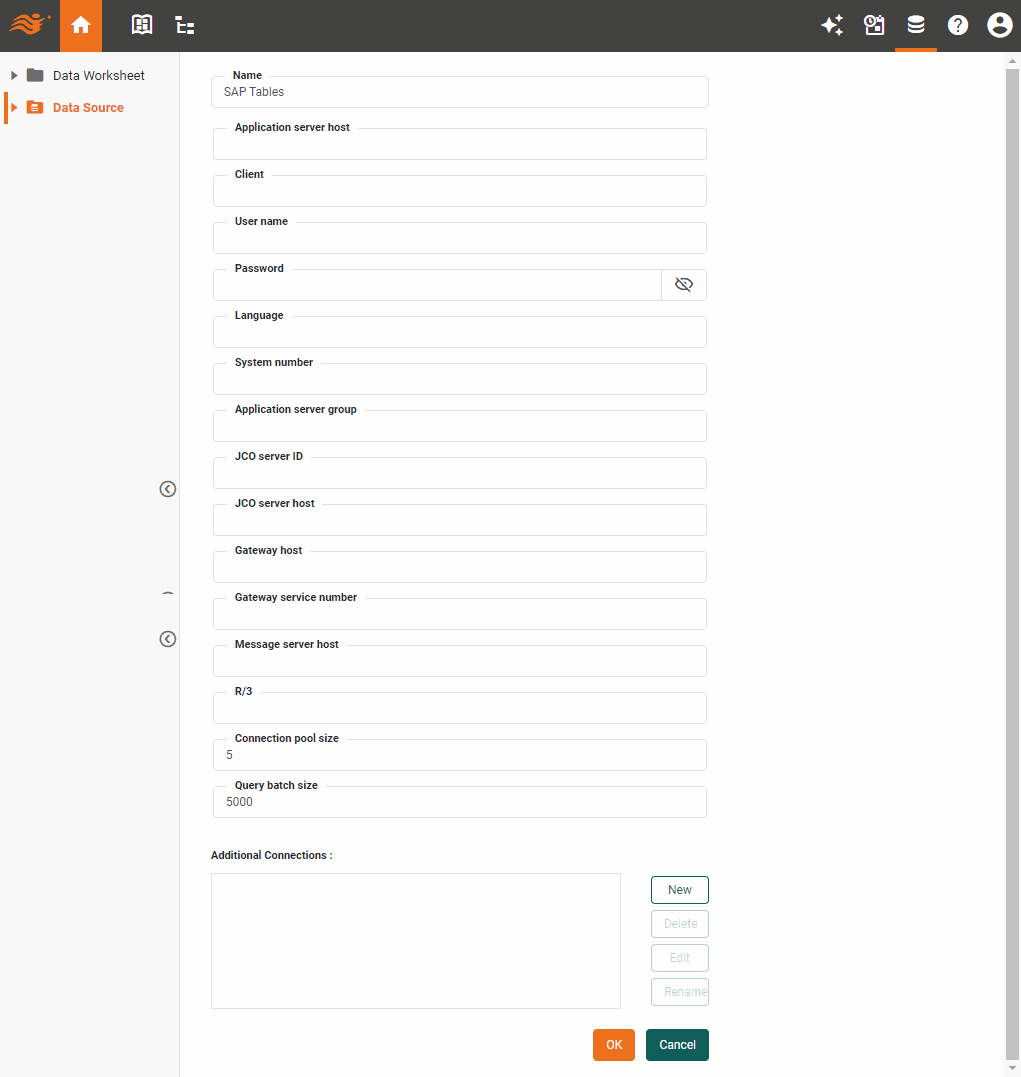 Data Worksheet
Data Source
Name
SAP Tables
Application server host
Client
User name
Password
Language
System number
Application server group
JCO server ID
JCO server host
Gateway host
Gateway service number
Message server host
R/3
Connection pool size
5
Query batch size
5000
Additional Connections :
New
Delete
Edit
Rename
OK
Cancel